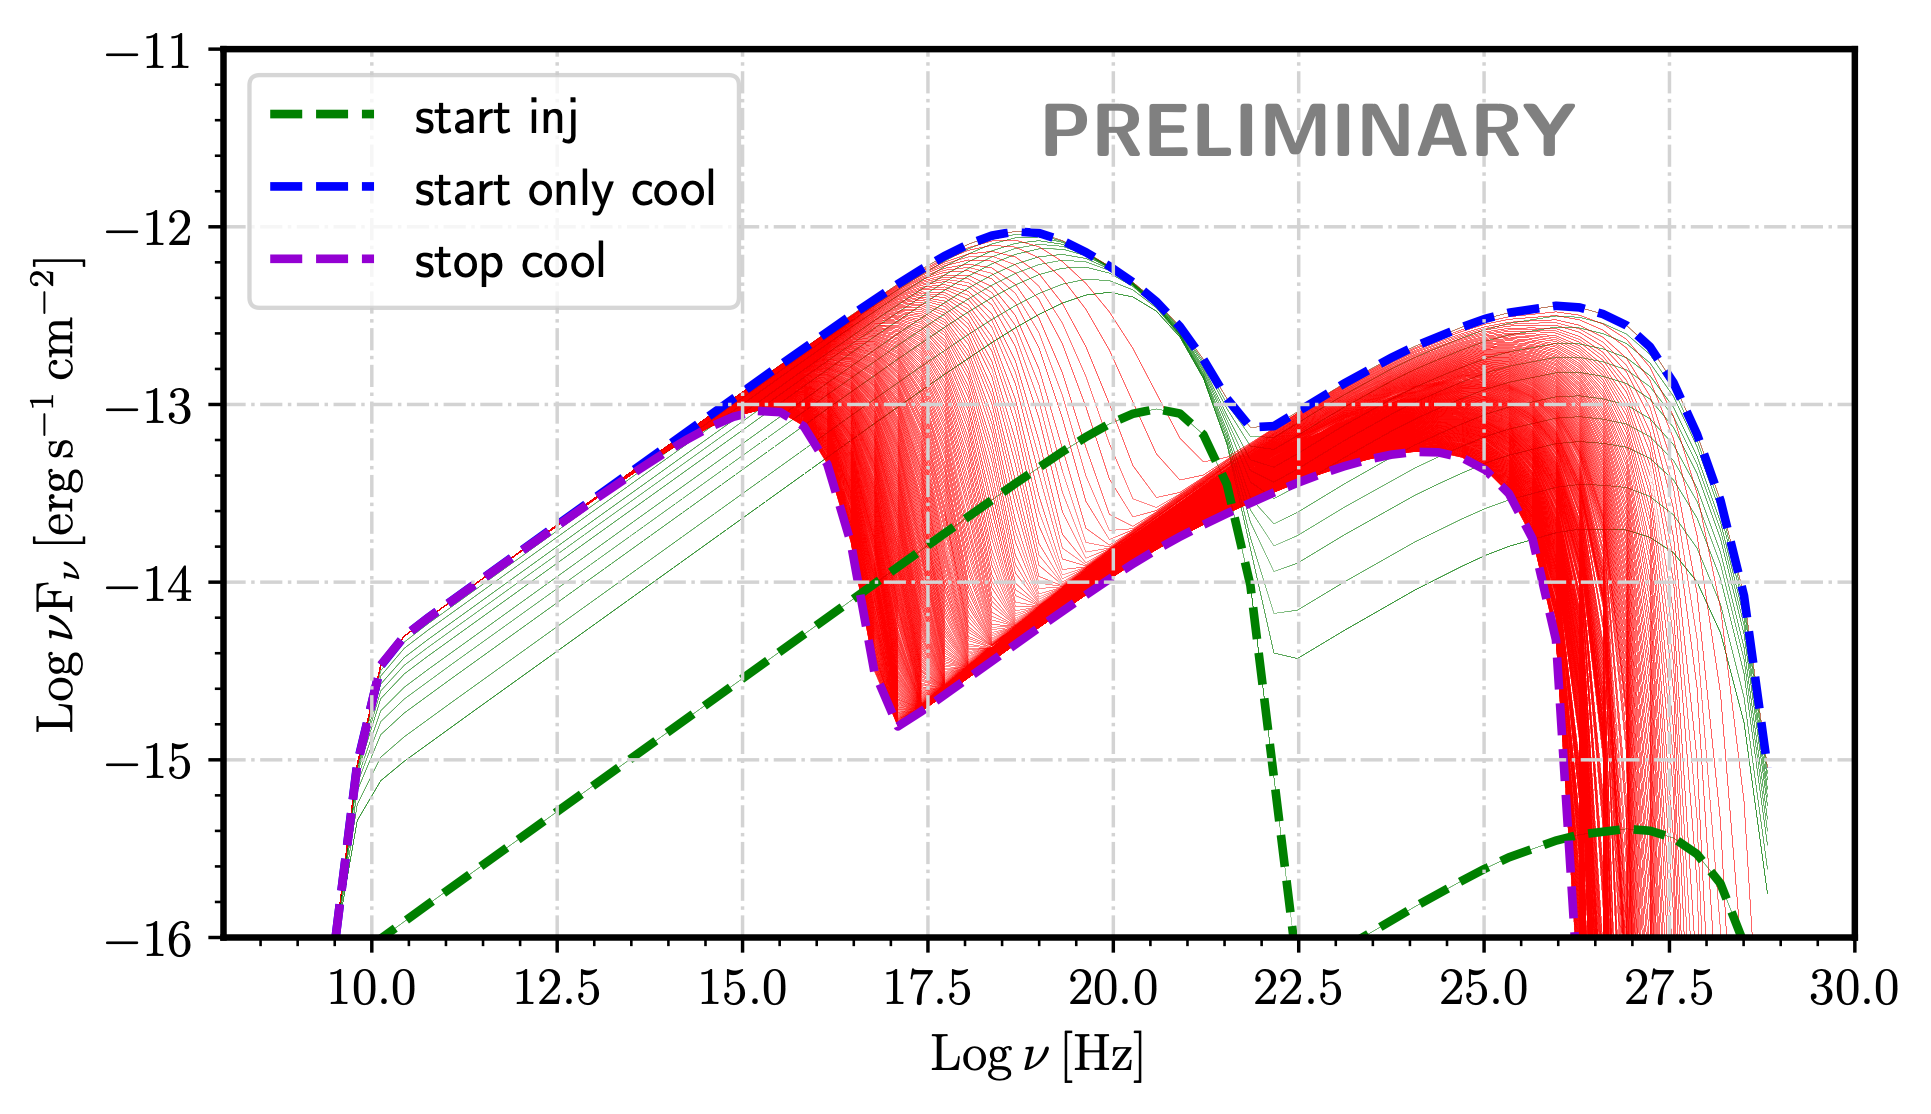 −11
−12
−13
−14
−15
−16
Log νFν [erg s−1 cm−2]
start inj
start only cool
stop cool
PRELIMINARY
10.0 12.5 15.0 17.5 20.0 22.5 25.0 27.5 30.0
Log ν [Hz]